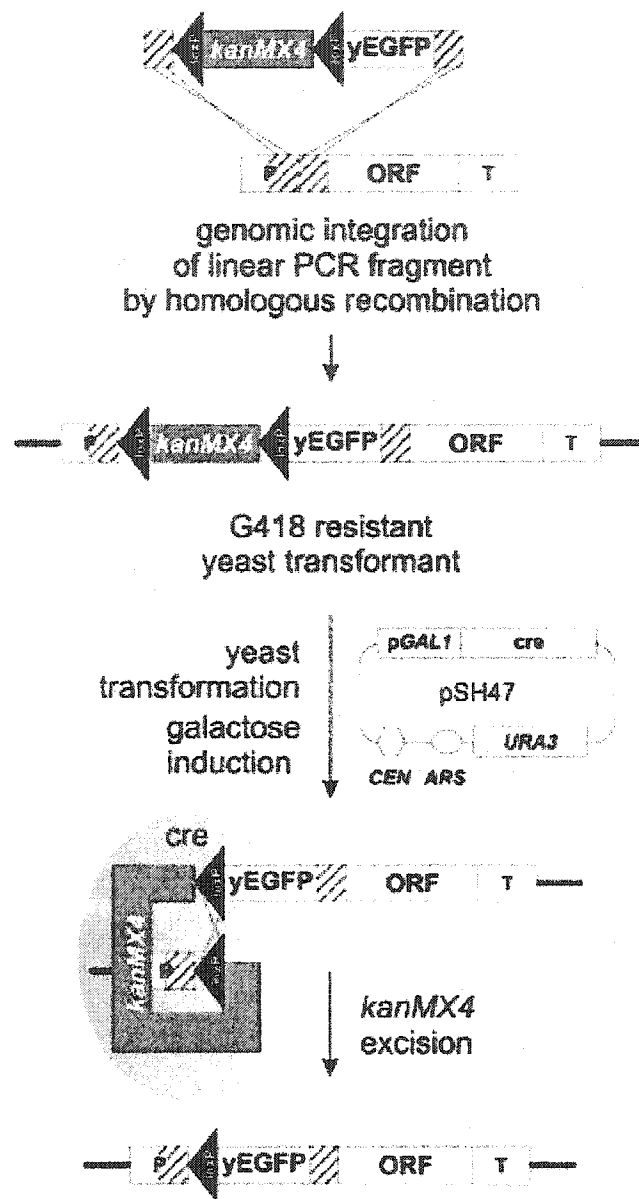 kanMX4 yEGFP
P ORF T
genomic integration
of linear PCR fragment
by homologous recombination
P kanMX4 yEGFP ORF T
G418 resistant
yeast transformant
yeast
transformation
galactose
induction
pGAL1 cre
pSH47
URA3
CEN ARS
cre
yEGFP ORF T
kanMX4
P
kanMX4
excision
P yEGFP ORF T